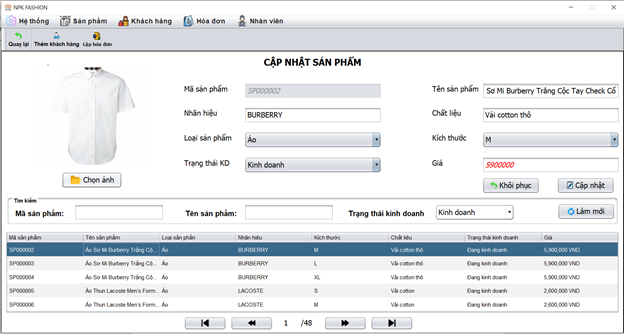 NPK FASHION
Hệ thống Sản phẩm Khách hàng Hóa đơn Nhân viên
Quay lại Thêm khách hàng Lập hóa đơn
CẬP NHẬT SẢN PHẨM
Mã sản phẩm SP000002 Tên sản phẩm Sơ Mi Burberry Trắng Cộc Tay Check Cổ
Nhãn hiệu BURBERRY Chất liệu Vải cotton thô
Loại sản phẩm Áo Kích thước M
Trạng thái KD Kinh doanh Giá 5900000
Chọn ảnh Khôi phục Cập nhật
Tìm kiếm
Mã sản phẩm: Tên sản phẩm: Trạng thái kinh doanh Kinh doanh Làm mới
Mã sản phẩm Tên sản phẩm Loại sản phẩm Nhãn hiệu Kích thước Chất liệu Trạng thái kinh doanh Giá
SP000002 Áo Sơ Mi Burberry Trắng Cộ... Áo BURBERRY M Vải cotton thô Đang kinh doanh 5,900,000 VND
SP000003 Áo Sơ Mi Burberry Trắng Cộ... Áo BURBERRY L Vải cotton thô Đang kinh doanh 5,900,000 VND
SP000004 Áo Sơ Mi Burberry Trắng Cộ... Áo BURBERRY XL Vải cotton thô Đang kinh doanh 5,900,000 VND
SP000005 Áo Thun Lacoste Men's Form... Áo LACOSTE S Vải cotton Đang kinh doanh 2,600,000 VND
SP000006 Áo Thun Lacoste Men's Form... Áo LACOSTE M Vải cotton Đang kinh doanh 2,600,000 VND
1 /48